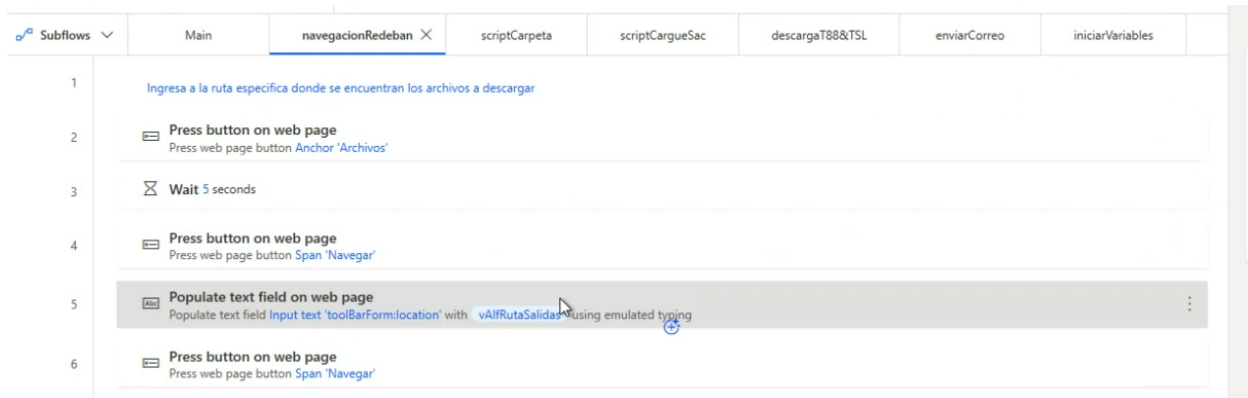 Subflows
Main
navegacionRedeban
scriptCarpeta
scriptCargueSac
descargaT88&TSL
enviarCorreo
iniciarVariables
1
Ingresa a la ruta especifica donde se encuentran los archivos a descargar
2
Press button on web page
Press web page button Anchor 'Archivos'
3
Wait 5 seconds
4
Press button on web page
Press web page button Span 'Navegar'
5
Populate text field on web page
Populate text field Input text 'toolBarForm:location' with vAlfRutaSalidas using emulated typing
6
Press button on web page
Press web page button Span 'Navegar'